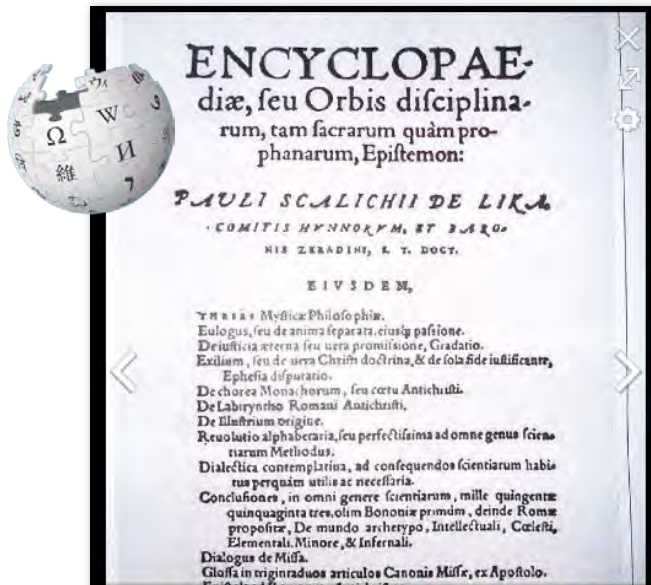 ENCYCLOPAE-
diæ, ſeu Orbis diſciplina-
rum, tam ſacrarum quàm pro-
phanarum, Epiſtemon:
PAVLI SCALICHII DE LIKA,
COMITIS HVNNORVM, ET BARO-
NIS ZKRADINI, S. T. DOCT.
EIVSDEM,
THEIAS Myſticæ Philoſophiæ.
Eulogus, ſeu de anima ſeparata, eiusq; paſsione.
De iuſticia æterna ſeu uera promiſsione, Gradatio.
Exilium, ſeu de uera Chriſti doctrina, & de ſola fide iuſtificante,
Epheſia diſputatio.
De chorea Monachorum, ſeu cœtu Antichriſti.
De Labyrintho Romani Antichriſti.
De Illuſtrium origine.
Reuolutio alphabetaria, ſeu perfectiſsima ad omne genus ſcien-
tiarum Methodus.
Dialectica contemplatiua, ad conſequendos ſcientiarum habi-
tus perquàm utilis ac neceſſaria.
Concluſiones, in omni genere ſcientiarum, mille quingentæ
quinquaginta tres, olim Bononiæ primùm, deinde Romæ
propoſitæ, De mundo archetypo, Intellectuali, Cœleſti,
Elementali, Minore, & Infernali.
Dialogus de Miſſa.
Gloſſa in triginta duos articulos Canonis Miſſæ, ex Apoſtolo.
Ω
W
維
И
7